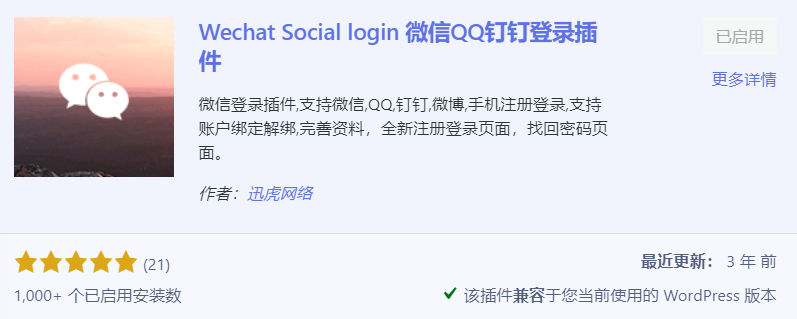 Wechat Social login 微信QQ钉钉登录插
件
已启用
更多详情
微信登录插件,支持微信,QQ,钉钉,微博,手机注册登录,支持
账户绑定解绑,完善资料，全新注册登录页面，找回密码页
面。
作者：迅虎网络
(21)
最近更新： 3 年 前
1,000+ 个已启用安装数
该插件兼容于您当前使用的 WordPress 版本